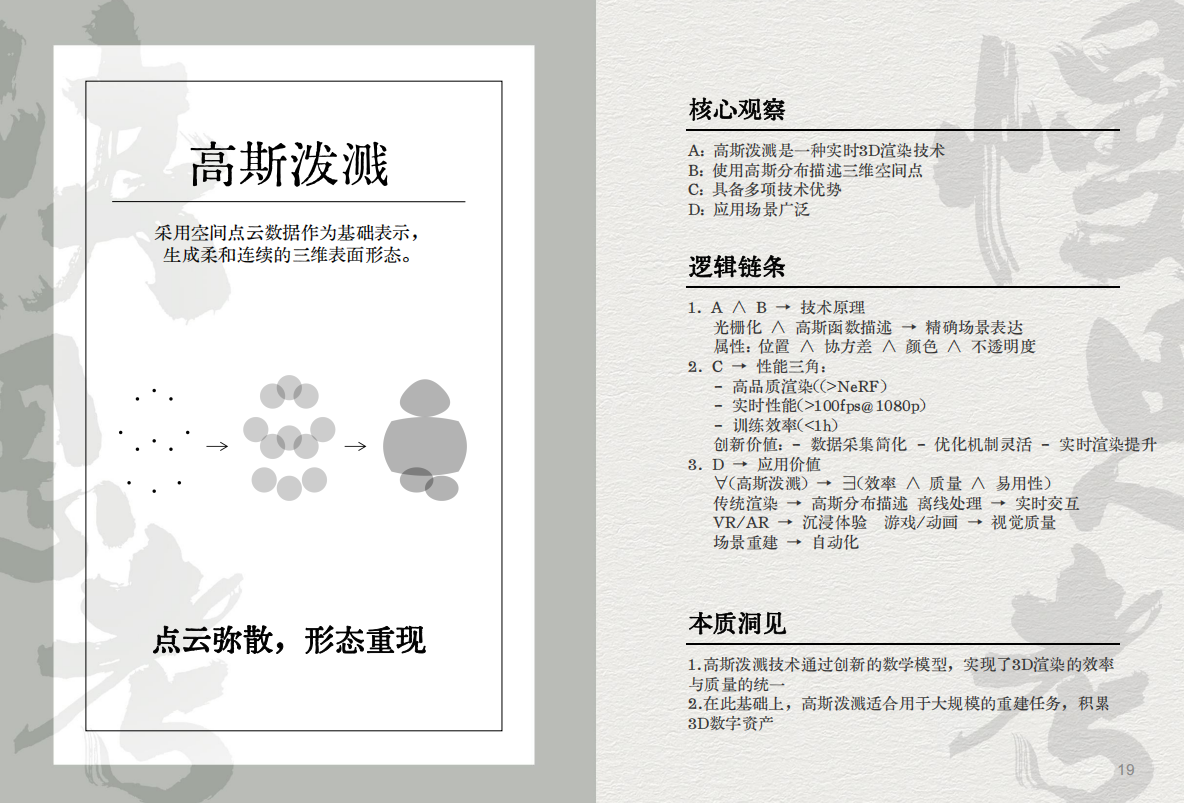 高斯泼溅
采用空间点云数据作为基础表示，
生成柔和连续的三维表面形态。
点云弥散，形态重现
核心观察
A：高斯泼溅是一种实时3D渲染技术
B：使用高斯分布描述三维空间点
C：具备多项技术优势
D：应用场景广泛
逻辑链条
1. A ∧ B → 技术原理
光栅化 ∧ 高斯函数描述 → 精确场景表达
属性：位置 ∧ 协方差 ∧ 颜色 ∧ 不透明度
2. C → 性能三角：
- 高品质渲染((>NeRF)
- 实时性能(>100fps@1080p)
- 训练效率(<1h)
创新价值：- 数据采集简化 - 优化机制灵活 - 实时渲染提升
3. D → 应用价值
∀(高斯泼溅) → ∃(效率 ∧ 质量 ∧ 易用性)
传统渲染 → 高斯分布描述 离线处理 → 实时交互
VR/AR → 沉浸体验 游戏/动画 → 视觉质量
场景重建 → 自动化
本质洞见
1.高斯泼溅技术通过创新的数学模型，实现了3D渲染的效率
与质量的统一
2.在此基础上，高斯泼溅适合用于大规模的重建任务，积累
3D数字资产
19